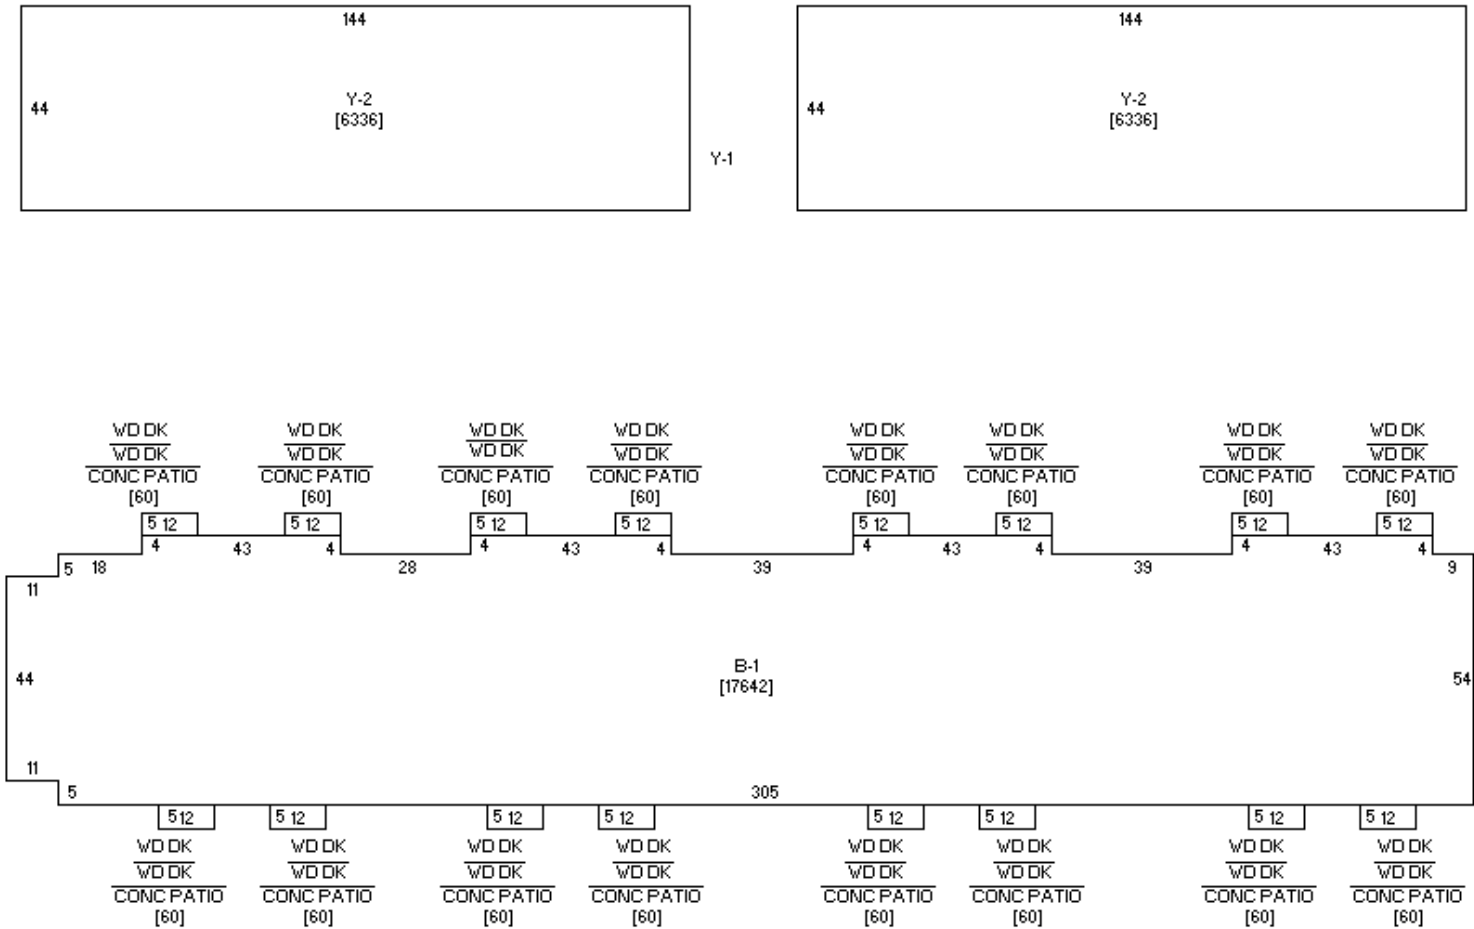 144
144
44
Y-2
[6336]
44
Y-2
[6336]
Y-1
WD DK
WD DK
CONC PATIO
[60]
WD DK
WD DK
CONC PATIO
[60]
WD DK
WD DK
CONC PATIO
[60]
WD DK
WD DK
CONC PATIO
[60]
WD DK
WD DK
CONC PATIO
[60]
WD DK
WD DK
CONC PATIO
[60]
WD DK
WD DK
CONC PATIO
[60]
WD DK
WD DK
CONC PATIO
[60]
5 12
5 12
5 12
5 12
5 12
5 12
5 12
5 12
4 43 4
4 43 4
4 43 4
4 43 4
5 18
28
39
39
9
11
44
B-1
[17642]
54
11
5
305
5 12
5 12
5 12
5 12
5 12
5 12
5 12
5 12
WD DK
WD DK
CONC PATIO
[60]
WD DK
WD DK
CONC PATIO
[60]
WD DK
WD DK
CONC PATIO
[60]
WD DK
WD DK
CONC PATIO
[60]
WD DK
WD DK
CONC PATIO
[60]
WD DK
WD DK
CONC PATIO
[60]
WD DK
WD DK
CONC PATIO
[60]
WD DK
WD DK
CONC PATIO
[60]